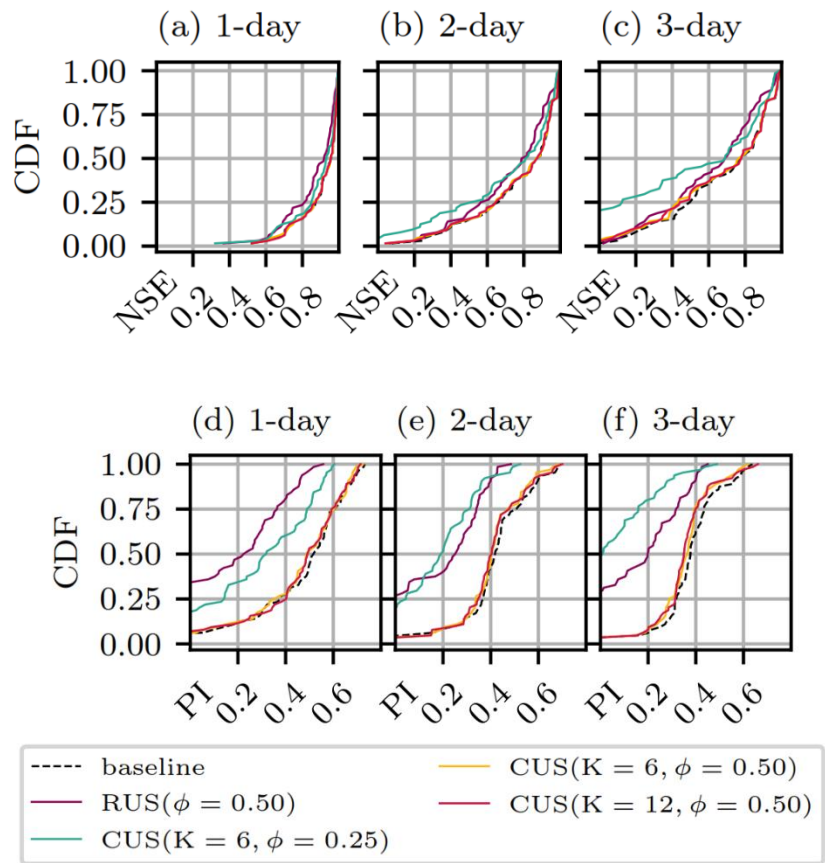 (a) 1-day (b) 2-day (c) 3-day
CDF
1.00
0.75
0.50
0.25
0.00
NSE 0.2 0.4 0.6 0.8 NSE 0.2 0.4 0.6 0.8 NSE 0.2 0.4 0.6 0.8
(d) 1-day (e) 2-day (f) 3-day
CDF
1.00
0.75
0.50
0.25
0.00
PI 0.2 0.4 0.6 PI 0.2 0.4 0.6 PI 0.2 0.4 0.6
baseline
RUS(ϕ = 0.50)
CUS(K = 6, ϕ = 0.25)
CUS(K = 6, ϕ = 0.50)
CUS(K = 12, ϕ = 0.50)